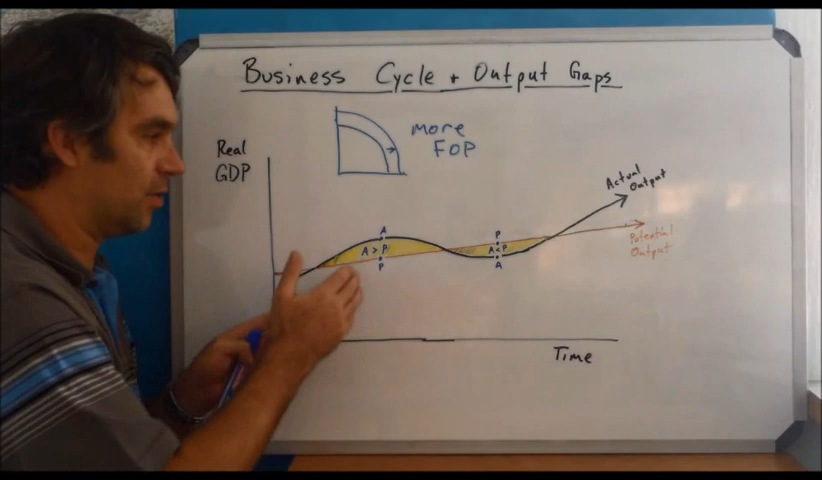 Business Cycle + Output Gaps
More
FOP
Real
GDP
Actual
Output
A
P
A > P
A < P
P
A
Potential
Output
Time